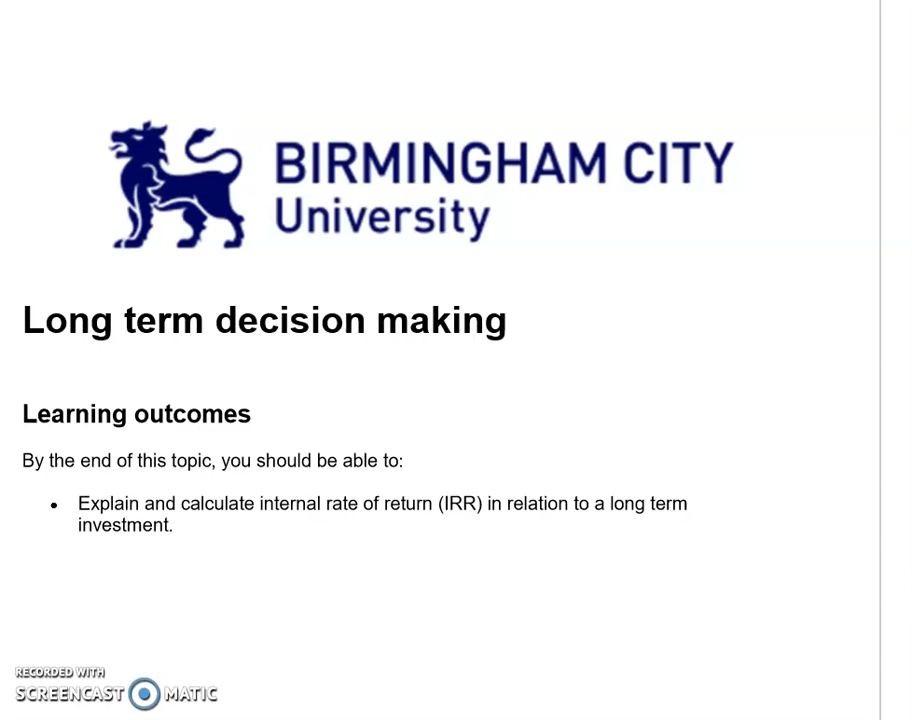 BIRMINGHAM CITY
University
Long term decision making
Learning outcomes
By the end of this topic, you should be able to:
• Explain and calculate internal rate of return (IRR) in relation to a long term
investment.
RECORDED WITH
SCREENCAST MATIC